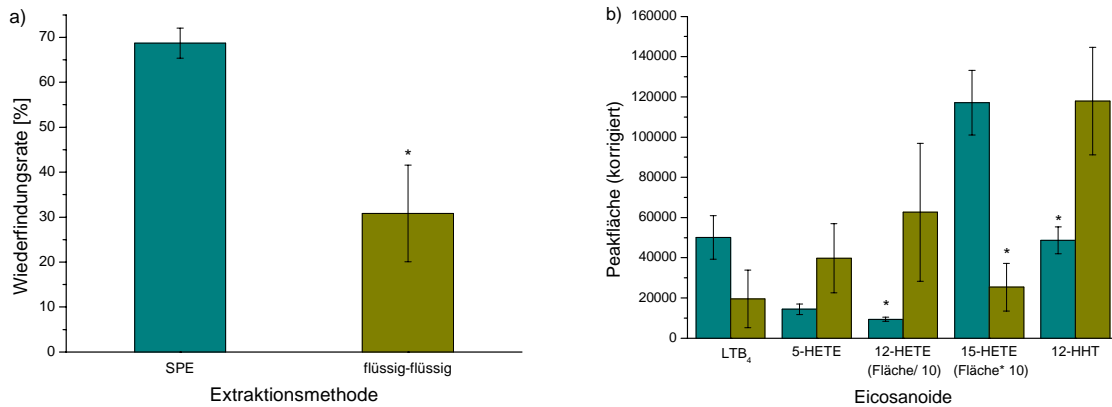 a)
70
60
50
40
30
20
10
0
Wiederfindungsrate [%]
*
SPE
flüssig-flüssig
Extraktionsmethode
b)
160000
140000
120000
100000
80000
60000
40000
20000
0
Peakfläche (korrigiert)
*
*
*
LTB₄
5-HETE
12-HETE
(Fläche/ 10)
15-HETE
(Fläche* 10)
12-HHT
Eicosanoide